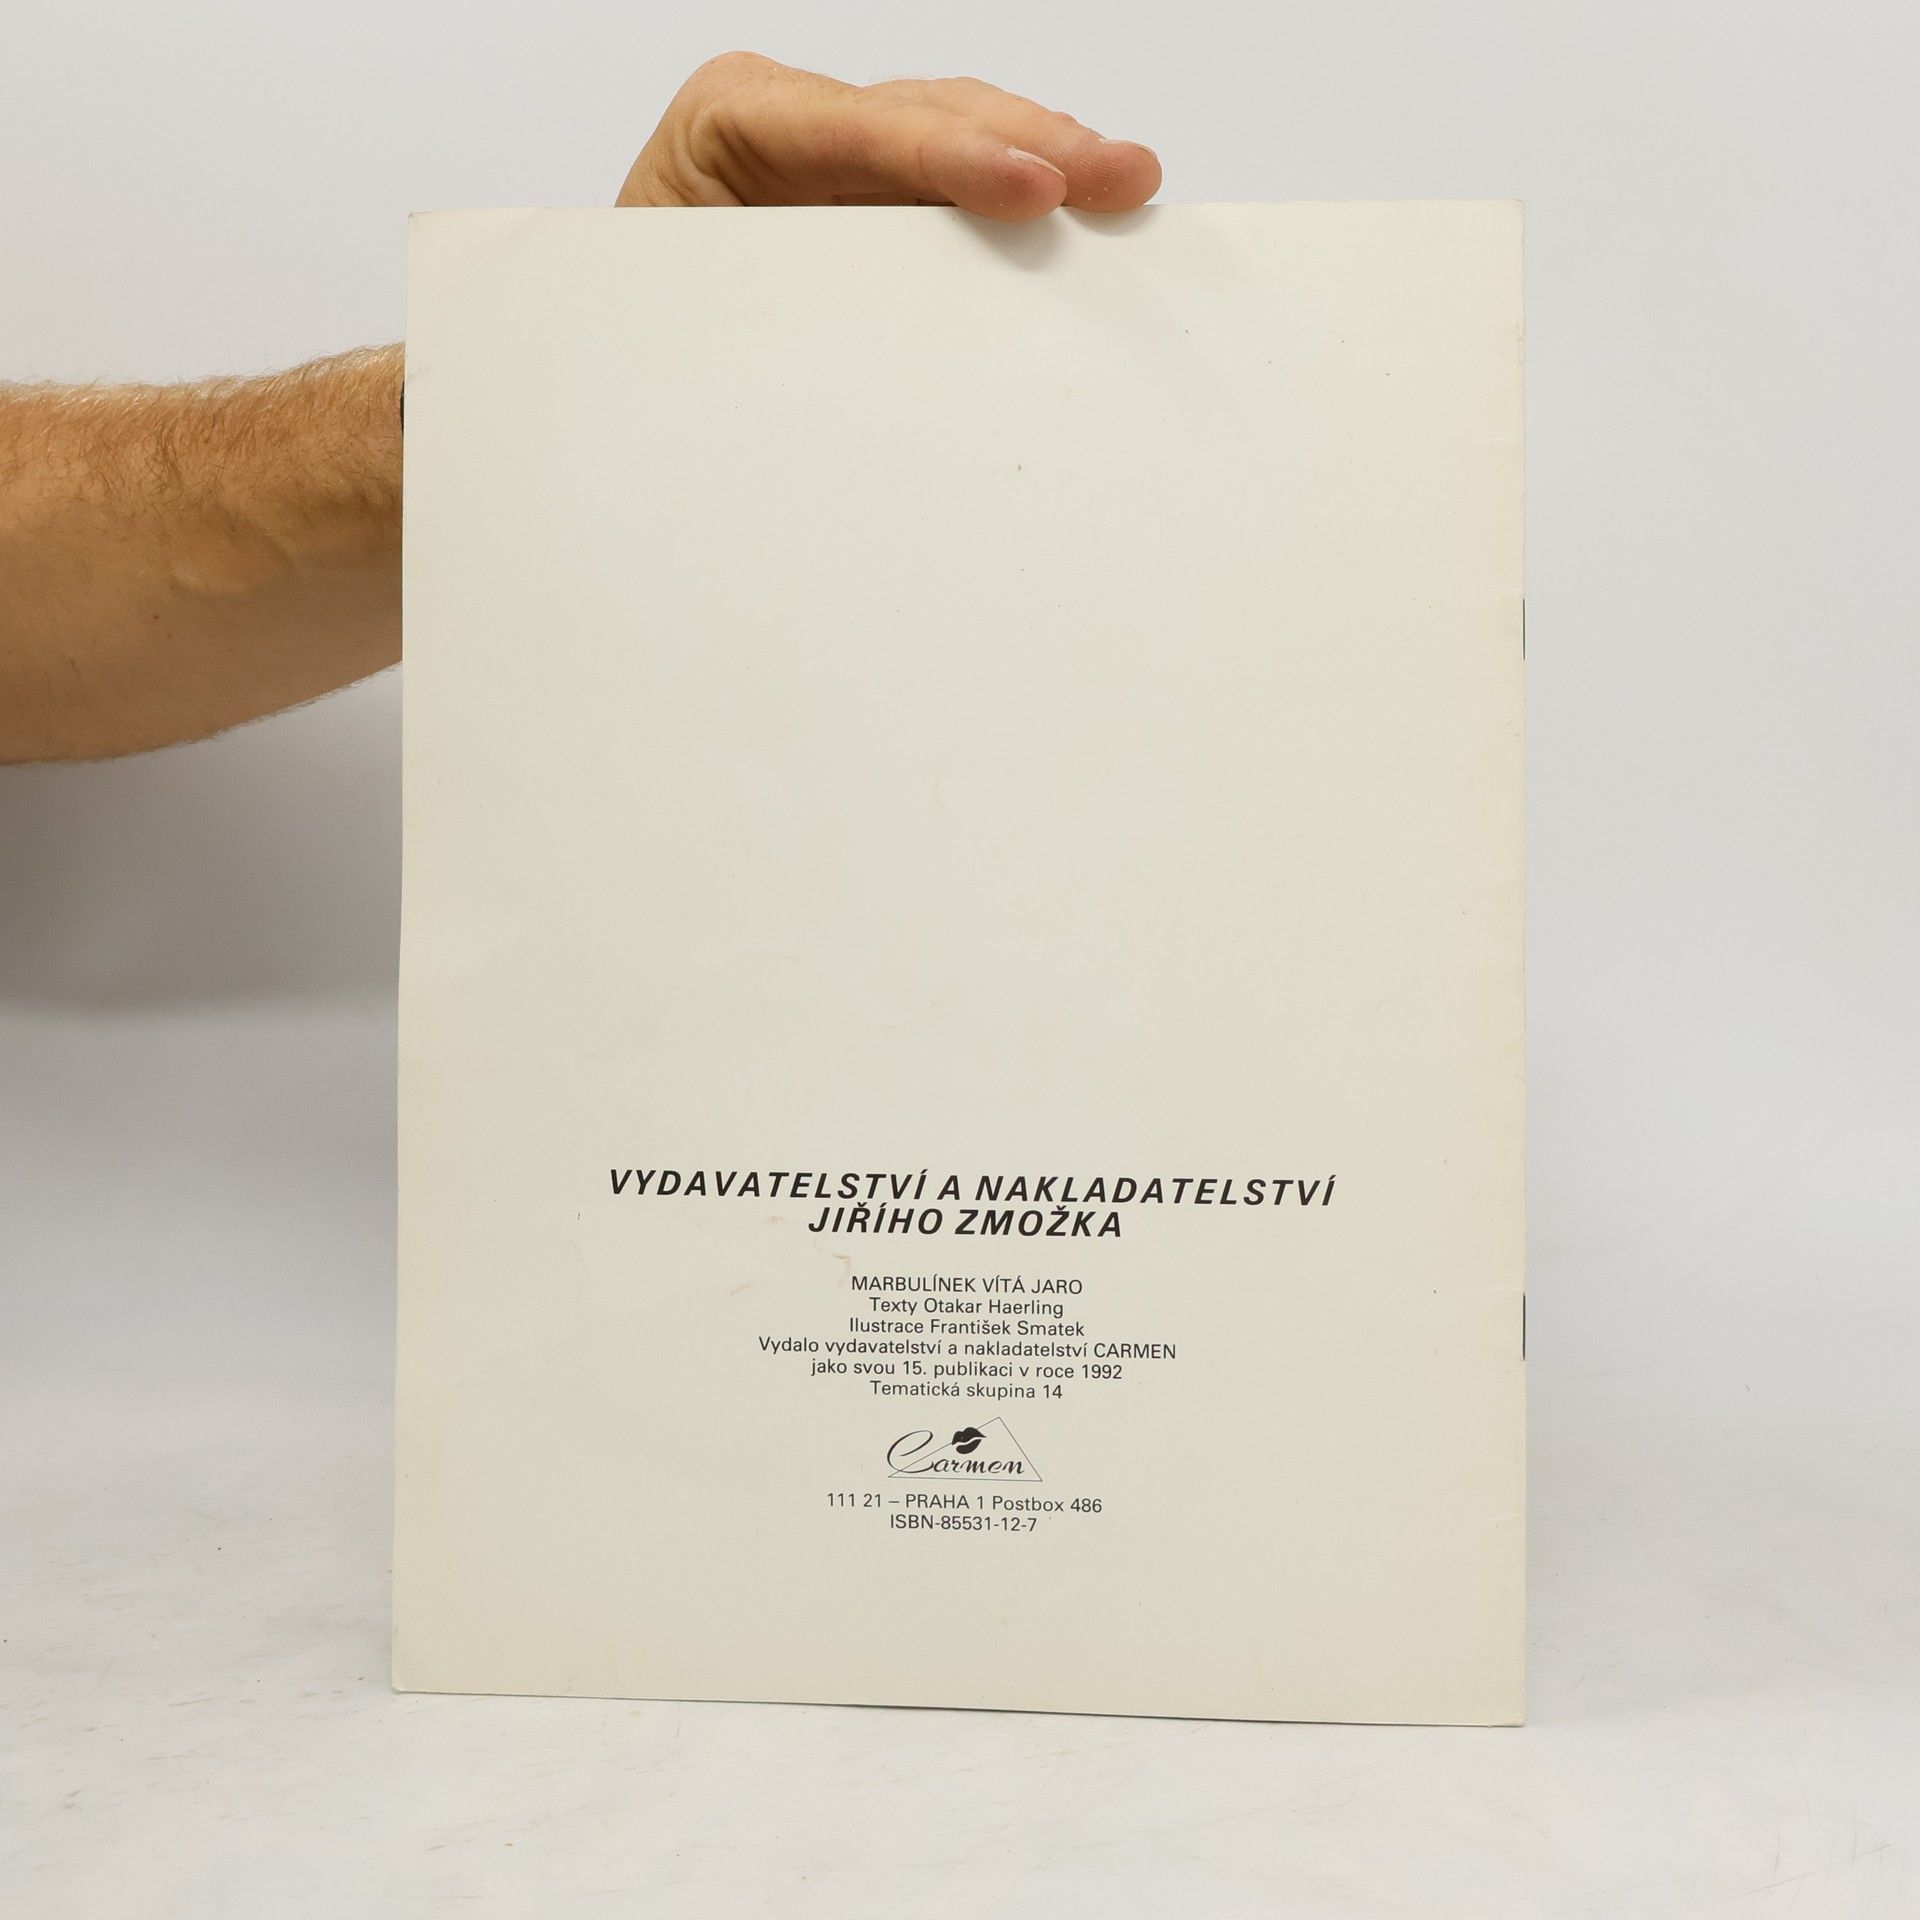 VYDAVATELSTVÍ A NAKLADATELSTVÍ
JIŘÍHO ZMOŽKA
MARBULÍNEK VÍTÁ JARO
Texty Otakar Haerling
Ilustrace František Smatek
Vydalo vydavatelství a nakladatelství CARMEN
jako svou 15. publikaci v roce 1992
Tematická skupina 14
Carmen
111 21 – PRAHA 1 Postbox 486
ISBN-85531-12-7